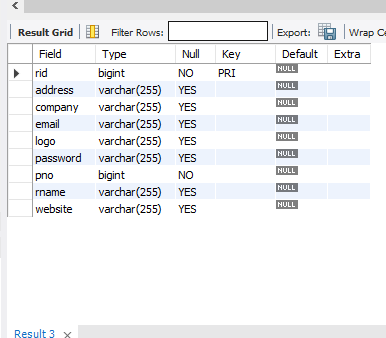 Result Grid Filter Rows: Export: Wrap Ce
Field Type Null Key Default Extra
rid bigint NO PRI NULL
address varchar(255) YES NULL
company varchar(255) YES NULL
email varchar(255) YES NULL
logo varchar(255) YES NULL
password varchar(255) YES NULL
pno bigint NO NULL
rname varchar(255) YES NULL
website varchar(255) YES NULL
Result 3